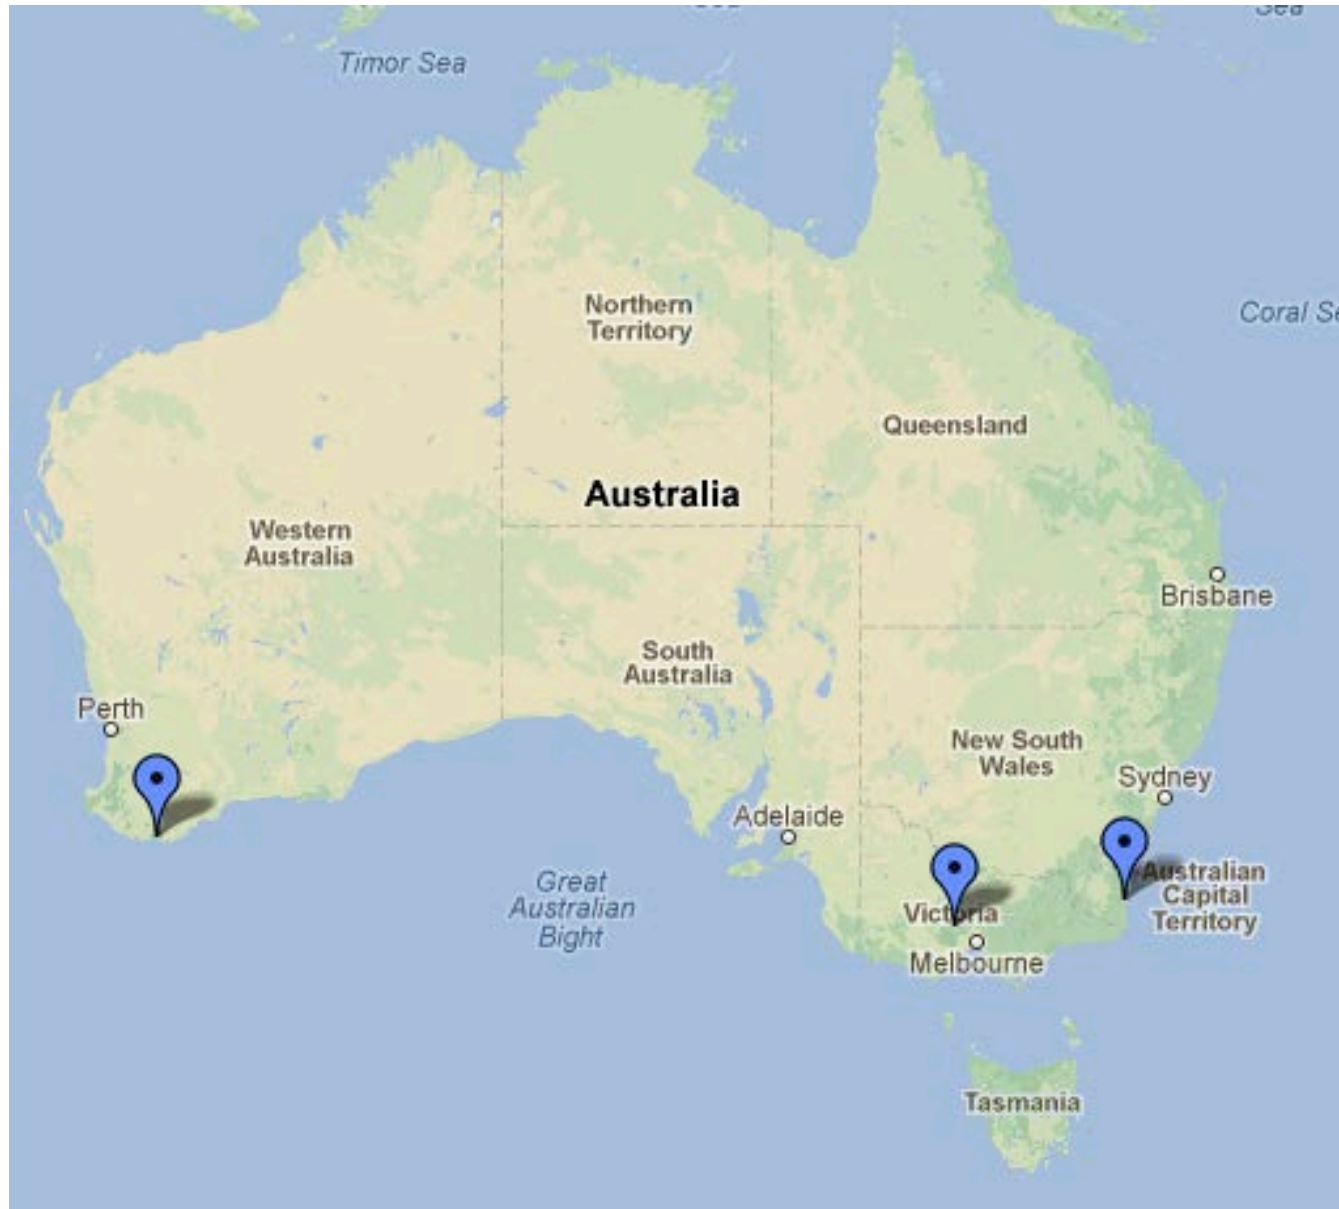 Sea
Timor Sea
Northern
Territory
Coral Se
Queensland
Australia
Western
Australia
Brisbane
South
Australia
Perth
New South
Wales
Sydney
Adelaide
Great
Australian
Bight
Australian
Capital
Territory
Victoria
Melbourne
Tasmania